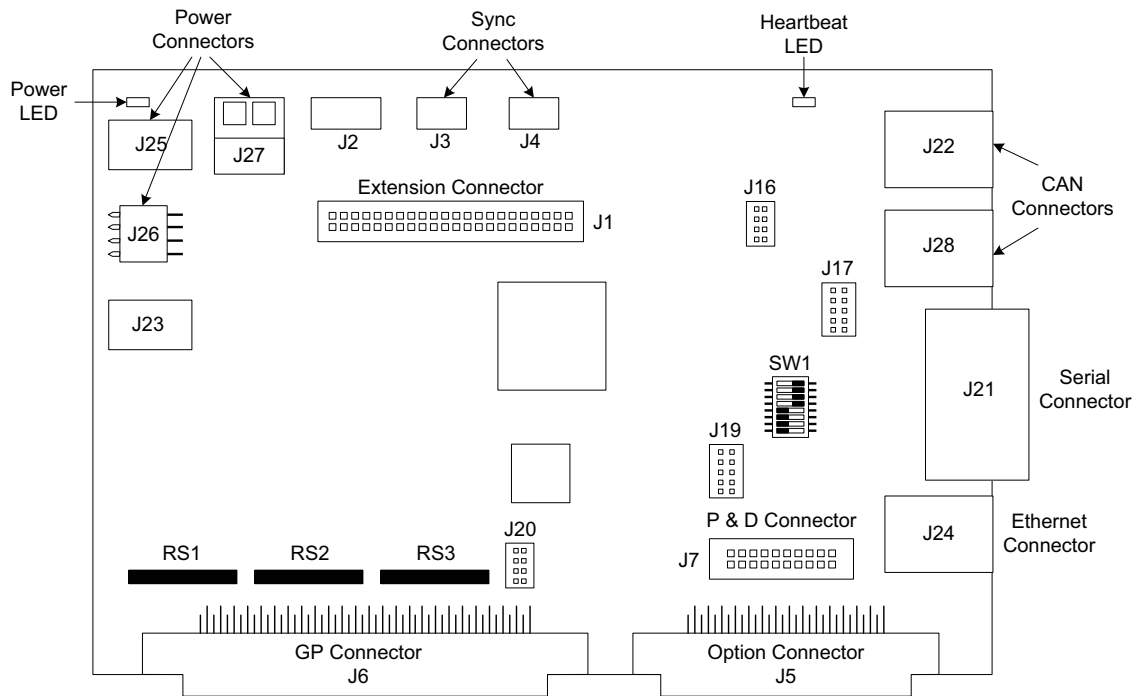 Power
Connectors
Sync
Connectors
Heartbeat
LED
Power
LED
J25
J27
J2
J3
J4
J22
CAN
Connectors
Extension Connector
J1
J16
J26
J28
J17
J23
SW1
J21
Serial
Connector
J19
J20
P & D Connector
J7
J24
Ethernet
Connector
RS1
RS2
RS3
GP Connector
J6
Option Connector
J5